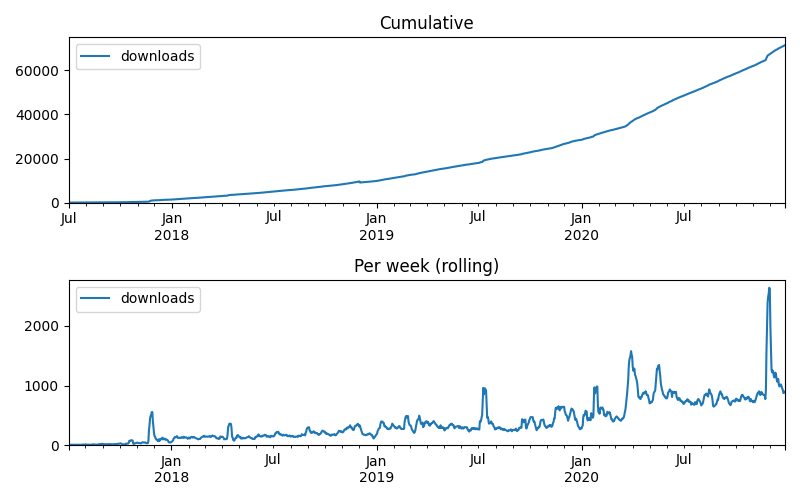 Cumulative
downloads
60000
40000
20000
0
Jul
Jan
2018
Jul
Jan
2019
Jul
Jan
2020
Jul
Per week (rolling)
downloads
2000
1000
0
Jan
2018
Jul
Jan
2019
Jul
Jan
2020
Jul